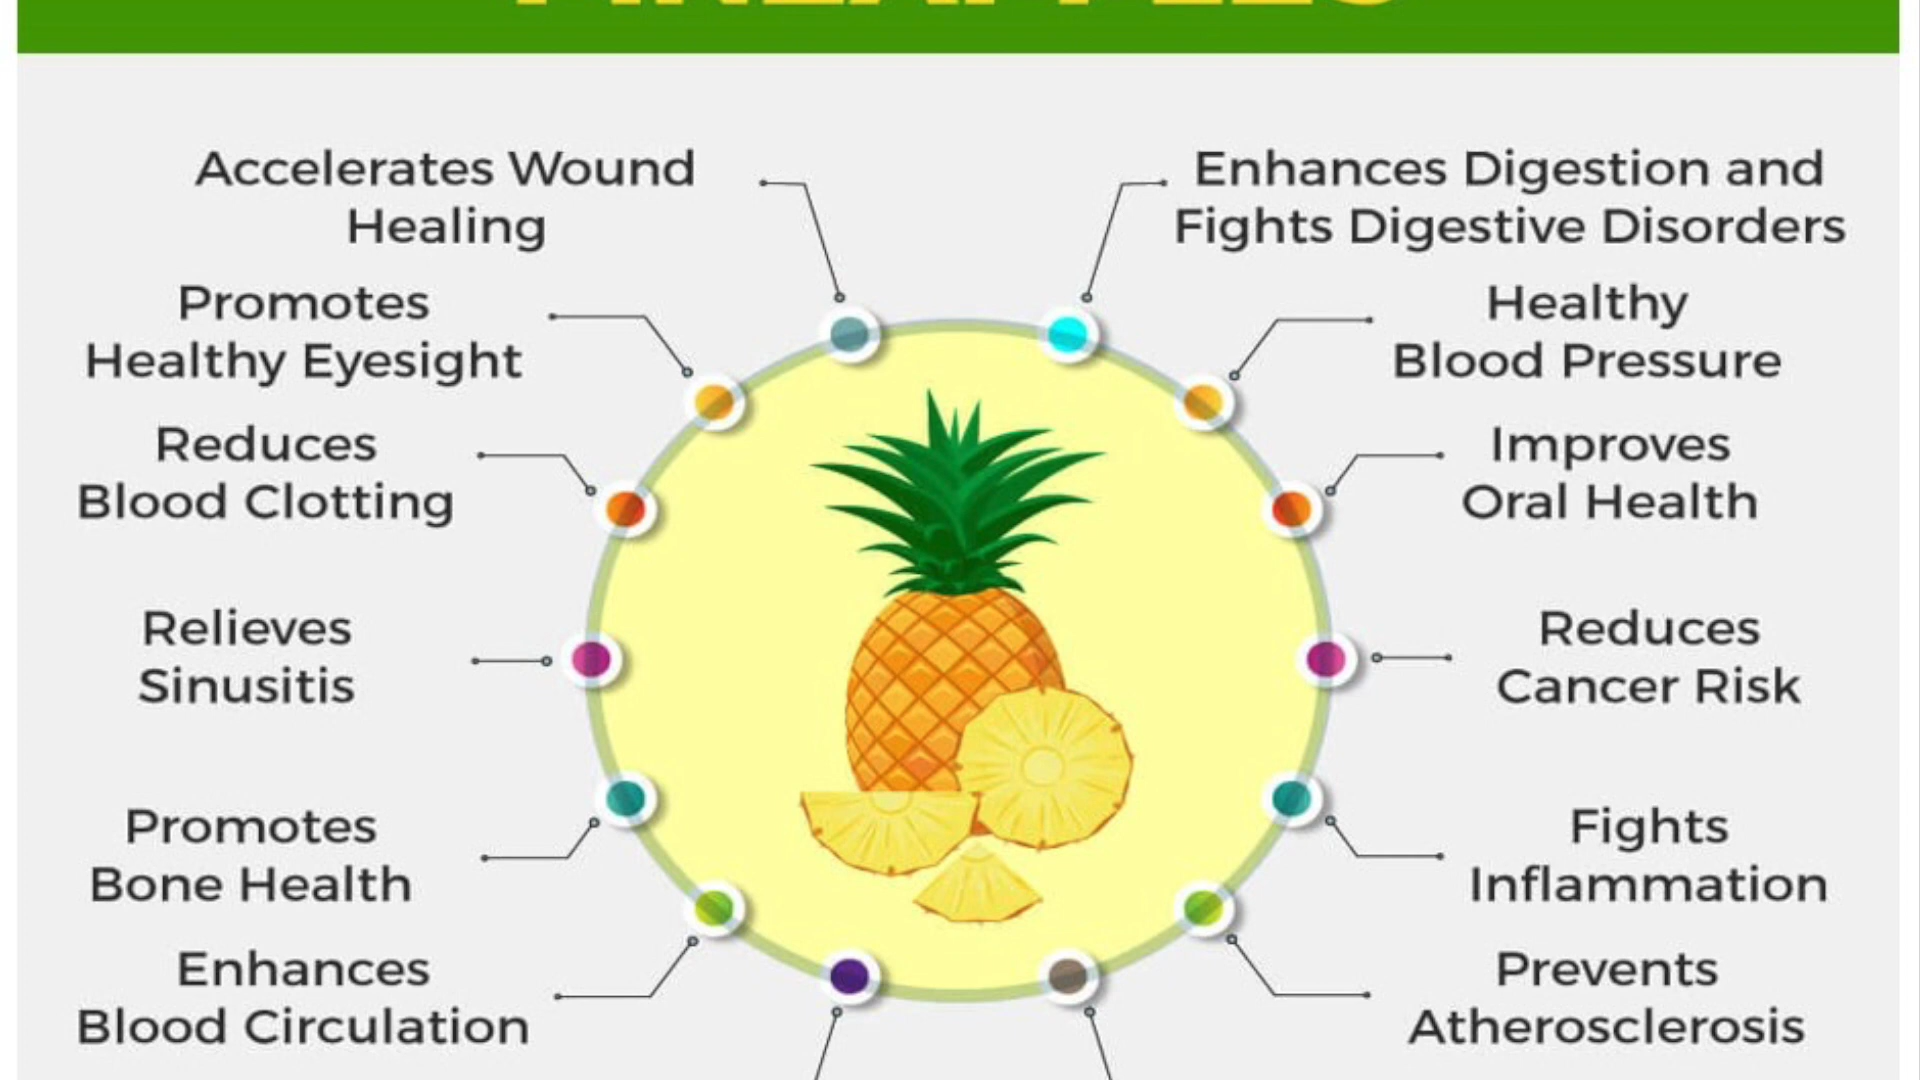 Accelerates Wound
Healing
Promotes
Healthy Eyesight
Reduces
Blood Clotting
Relieves
Sinusitis
Promotes
Bone Health
Enhances
Blood Circulation
Enhances Digestion and
Fights Digestive Disorders
Healthy
Blood Pressure
Improves
Oral Health
Reduces
Cancer Risk
Fights
Inflammation
Prevents
Atherosclerosis